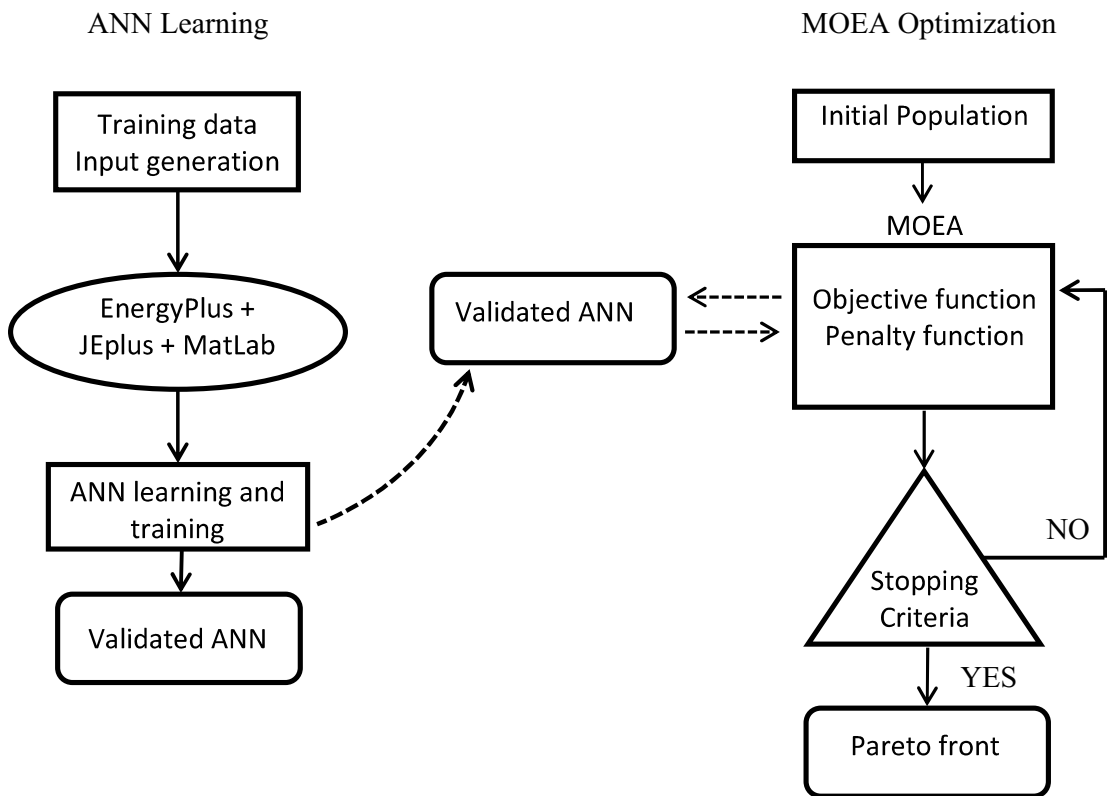 ANN Learning
Training data
Input generation
EnergyPlus +
JEplus + MatLab
ANN learning and
training
Validated ANN
Validated ANN
MOEA Optimization
Initial Population
MOEA
Objective function
Penalty function
NO
Stopping
Criteria
YES
Pareto front